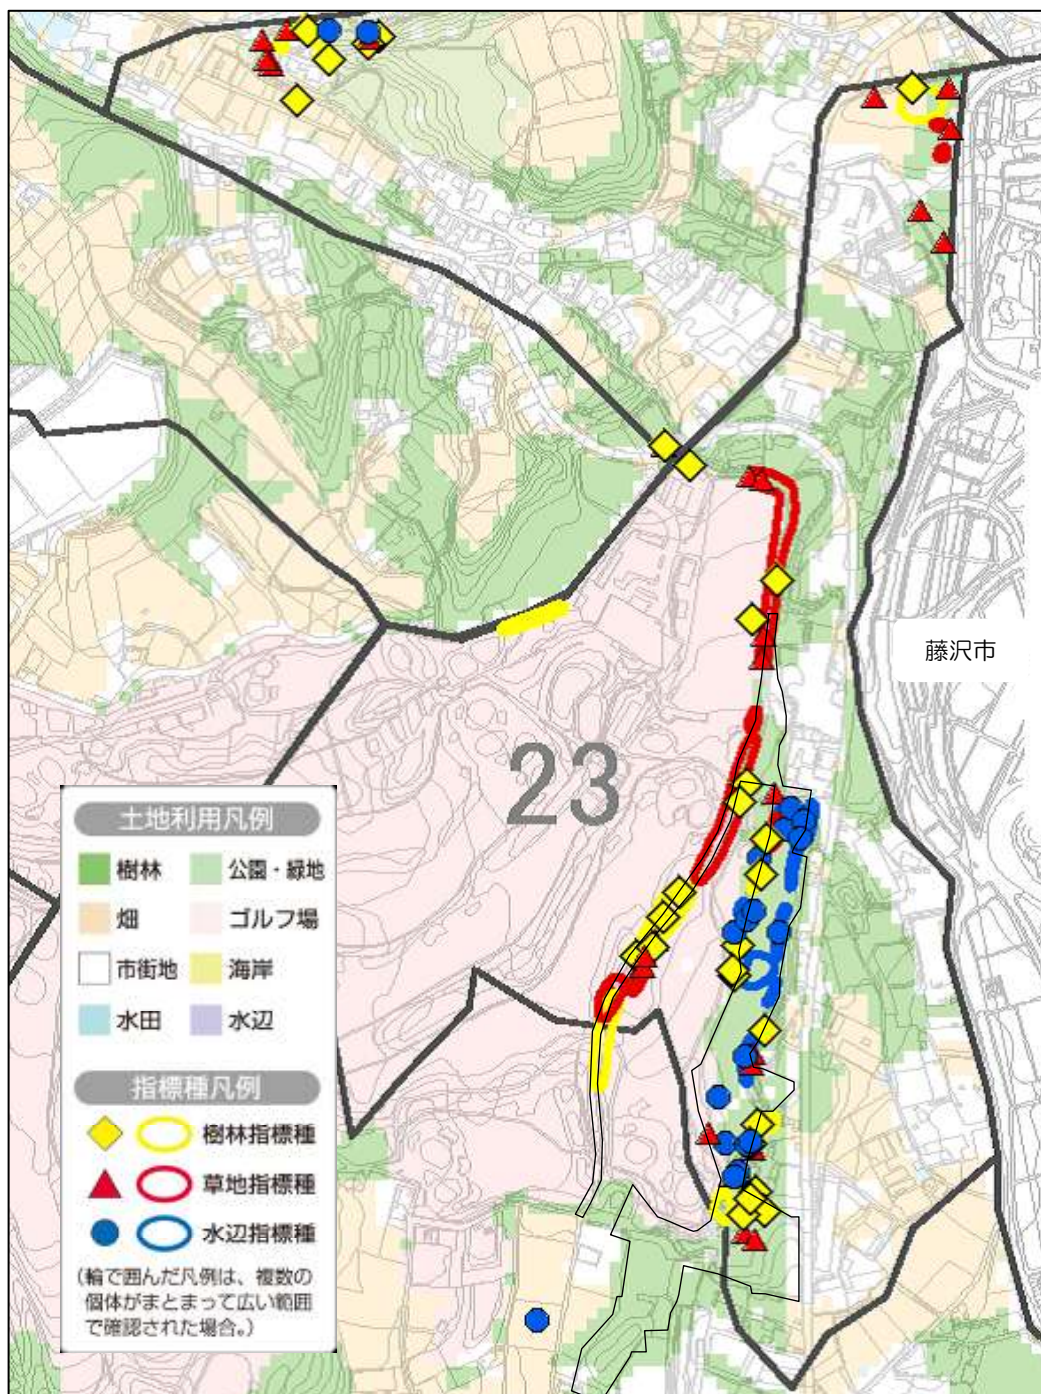 藤沢市
23
土地利用凡例
樹林 公園・緑地
畑 ゴルフ場
市街地 海岸
水田 水辺
指標種凡例
樹林指標種
草地指標種
水辺指標種
(輪で囲んだ凡例は、複数の
個体がまとまって広い範囲
で確認された場合。)